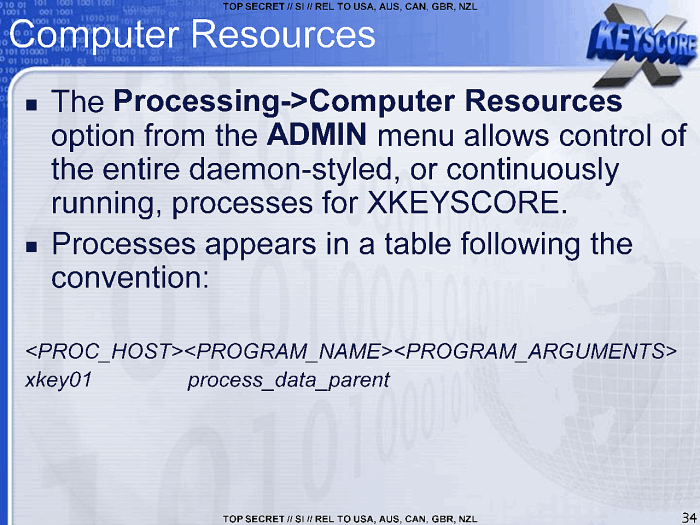 TOP SECRET // SI // REL TO USA, AUS, CAN, GBR, NZL
Computer Resources
KEYSCORE
X
■ The Processing->Computer Resources
option from the ADMIN menu allows control of
the entire daemon-styled, or continuously
running, processes for XKEYSCORE.
■ Processes appears in a table following the
convention:
<PROC_HOST><PROGRAM_NAME><PROGRAM_ARGUMENTS>
xkey01 process_data_parent
TOP SECRET // SI // REL TO USA, AUS, CAN, GBR, NZL
34